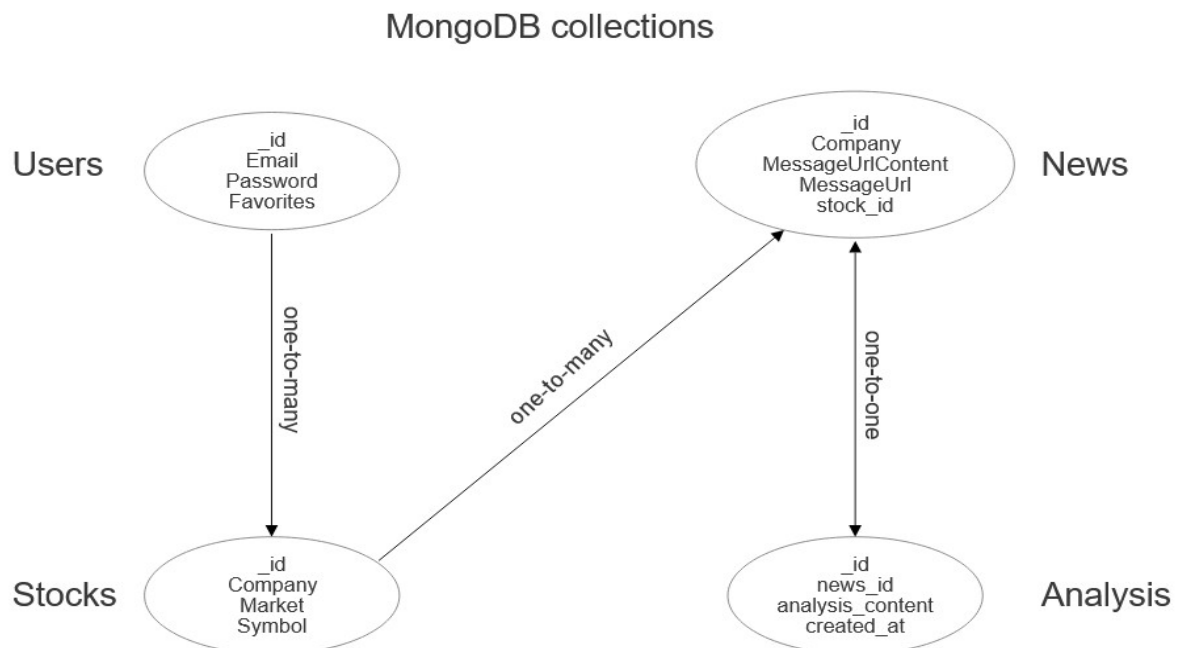 MongoDB collections
Users
_id
Email
Password
Favorites
_id
Company
MessageUrlContent
MessageUrl
stock_id
News
one-to-many
one-to-many
one-to-one
Stocks
_id
Company
Market
Symbol
_id
news_id
analysis_content
created_at
Analysis